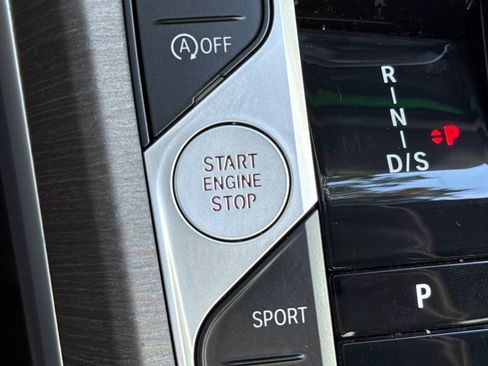 A OFF
START
ENGINE
STOP
SPORT
R
N
D/S
P
P